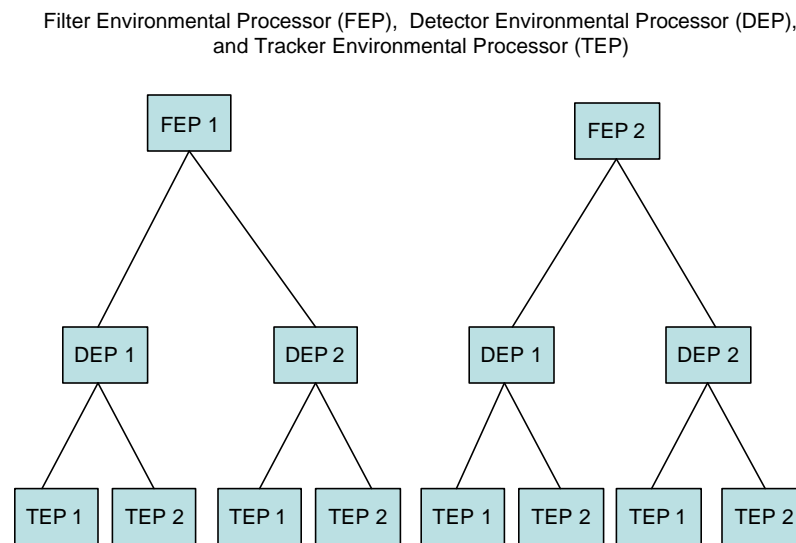 Filter Environmental Processor (FEP),  Detector Environmental Processor (DEP),
and Tracker Environmental Processor (TEP)
FEP 1
FEP 2
DEP 1
DEP 2
DEP 1
DEP 2
TEP 1
TEP 2
TEP 1
TEP 2
TEP 1
TEP 2
TEP 1
TEP 2